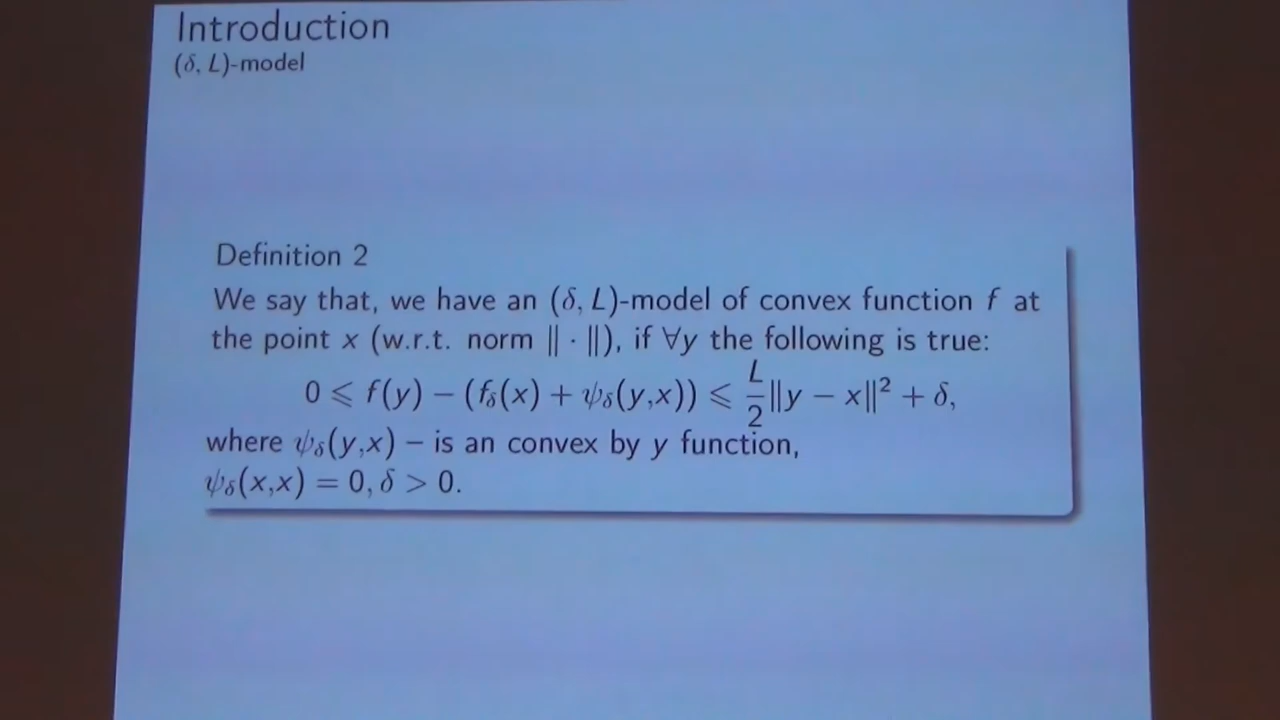 Introduction
(δ, L)-model
Definition 2
We say that, we have an (δ, L)-model of convex function f at
the point x (w.r.t. norm ‖ · ‖), if ∀y the following is true:
0 ⩽ f(y) − (f_δ(x) + ψ_δ(y,x)) ⩽ L/2 ‖y − x‖² + δ,
where ψ_δ(y,x) − is an convex by y function,
ψ_δ(x,x) = 0, δ > 0.